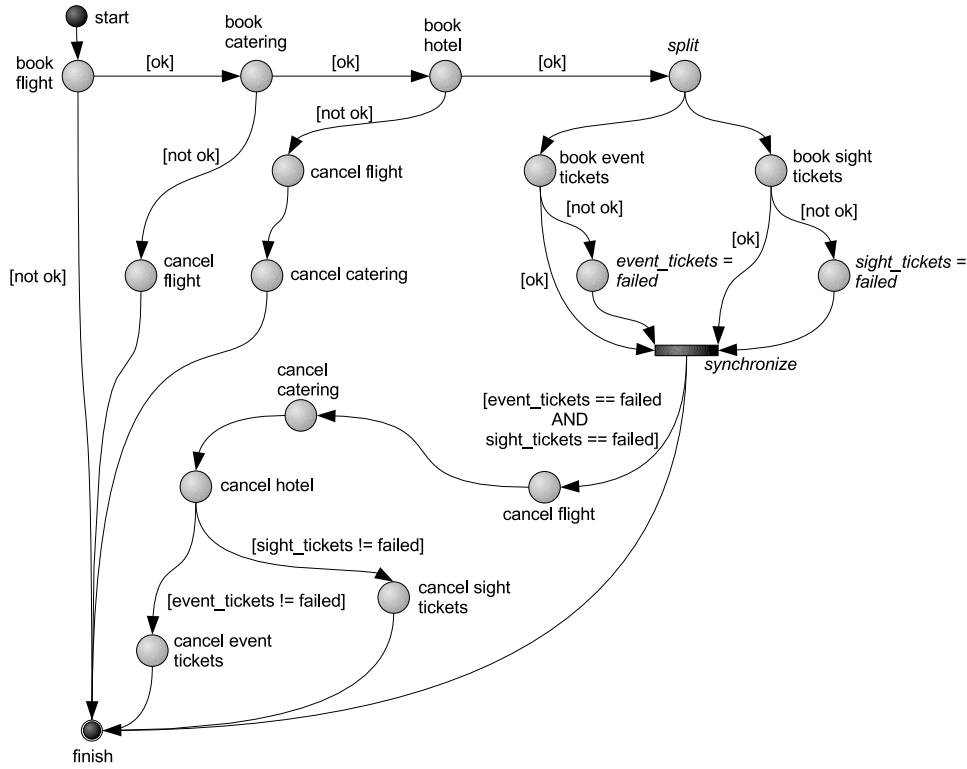 start
book
flight
[ok]
book
catering
[ok]
book
hotel
[ok]
split
[not ok]
[not ok]
cancel flight
book event
tickets
book sight
tickets
[not ok]
[not ok]
[not ok]
cancel
flight
cancel catering
[ok]
event_tickets =
failed
[ok]
sight_tickets =
failed
synchronize
cancel
catering
[event_tickets == failed
AND
sight_tickets == failed]
cancel hotel
cancel flight
[sight_tickets != failed]
[event_tickets != failed]
cancel sight
tickets
cancel event
tickets
finish